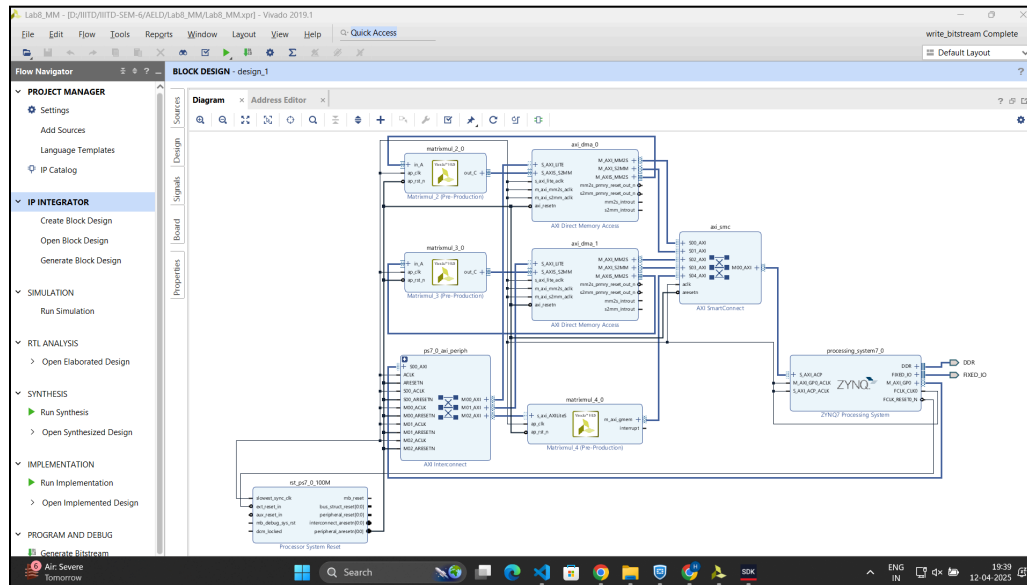 Lab8_MM - [D:/IIITD/IIITD-SEM-6/AELD/Lab8_MM/Lab8_MM.xpr] - Vivado 2019.1
File Edit Flow Tools Reports Window Layout View Help Quick Access
write_bitstream Complete
Default Layout
Flow Navigator
PROJECT MANAGER
Settings
Add Sources
Language Templates
IP Catalog
IP INTEGRATOR
Create Block Design
Open Block Design
Generate Block Design
SIMULATION
Run Simulation
RTL ANALYSIS
Open Elaborated Design
SYNTHESIS
Run Synthesis
Open Synthesized Design
IMPLEMENTATION
Run Implementation
Open Implemented Design
PROGRAM AND DEBUG
Generate Bitstream
BLOCK DESIGN - design_1
Sources
Design
Signals
Board
Properties
Diagram
Address Editor
matrixmul_2_0
in_A
ap_clk
ap_rst_n
out_C
Matrixmul_2 (Pre-Production)
axi_dma_0
S_AXI_LITE
S_AXIS_S2MM
s_axi_lite_aclk
m_axi_mm2s_aclk
m_axi_s2mm_aclk
axi_resetn
M_AXI_MM2S
M_AXI_S2MM
M_AXIS_MM2S
mm2s_prmry_reset_out_n
s2mm_prmry_reset_out_n
mm2s_introut
s2mm_introut
AXI Direct Memory Access
matrixmul_3_0
in_A
ap_clk
ap_rst_n
out_C
Matrixmul_3 (Pre-Production)
axi_dma_1
S_AXI_LITE
S_AXIS_S2MM
s_axi_lite_aclk
m_axi_mm2s_aclk
m_axi_s2mm_aclk
axi_resetn
M_AXI_MM2S
M_AXI_S2MM
M_AXIS_MM2S
mm2s_prmry_reset_out_n
s2mm_prmry_reset_out_n
mm2s_introut
s2mm_introut
AXI Direct Memory Access
axi_smc
S00_AXI
S01_AXI
S02_AXI
S03_AXI
S04_AXI
aclk
aresetn
M00_AXI
AXI SmartConnect
ps7_0_axi_periph
S00_AXI
ACLK
ARESETN
S00_ACLK
S00_ARESETN
M00_ACLK
M00_ARESETN
M01_ACLK
M01_ARESETN
M02_ACLK
M02_ARESETN
M00_AXI
M01_AXI
M02_AXI
AXI Interconnect
matrixmul_4_0
s_axi_AXILiteS
ap_clk
ap_rst_n
m_axi_gmem
interrupt
Matrixmul_4 (Pre-Production)
processing_system7_0
S_AXI_ACP
M_AXI_GP0_ACLK
S_AXI_ACP_ACLK
ZYNQ
DDR
FIXED_IO
M_AXI_GP0
FCLK_CLK0
FCLK_RESET0_N
ZYNQ7 Processing System
DDR
FIXED_IO
rst_ps7_0_100M
slowest_sync_clk
ext_reset_in
aux_reset_in
mb_debug_sys_rst
dcm_locked
mb_reset
bus_struct_reset[0:0]
peripheral_reset[0:0]
interconnect_aresetn[0:0]
peripheral_aresetn[0:0]
Processor System Reset
6
Air: Severe
Tomorrow
Search
SDK
ENG
IN
19:39
12-04-2025